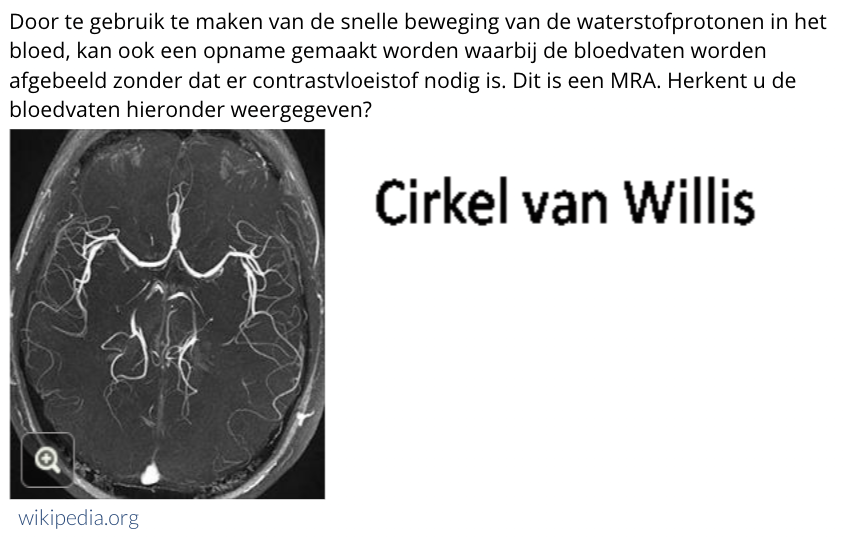 Door te gebruik te maken van de snelle beweging van de waterstofprotonen in het
bloed, kan ook een opname gemaakt worden waarbij de bloedvaten worden
afgebeeld zonder dat er contrastvloeistof nodig is. Dit is een MRA. Herkent u de
bloedvaten hieronder weergegeven?
Cirkel van Willis
wikipedia.org